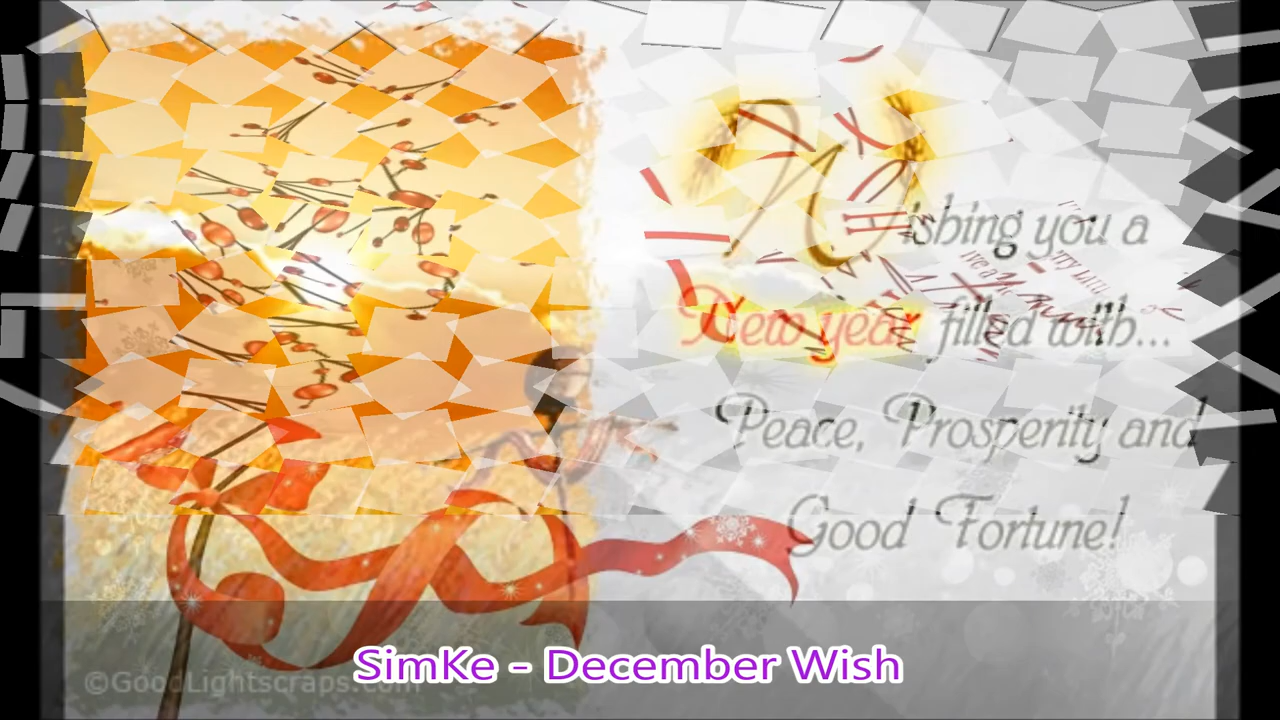 Wishing you a
New year filled with...
Peace, Prosperity and
Good Fortune!
SimKe - December Wish
©GoodLightscraps.com